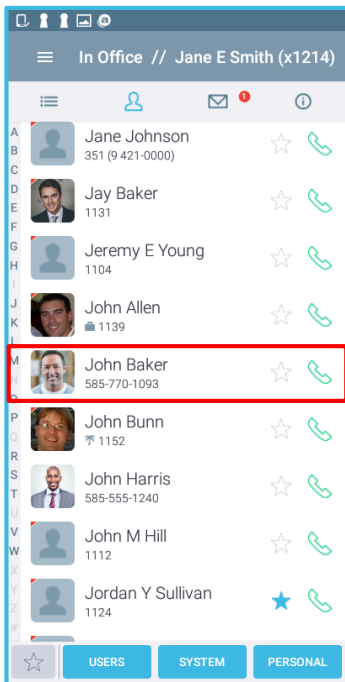 In Office // Jane E Smith (x1214)
1
A
B
C
D
E
F
G
H
I
J
K
L
M
N
O
P
Q
R
S
T
U
V
W
X
Y
Z
#
Jane Johnson
351 (9 421-0000)
Jay Baker
1131
Jeremy E Young
1104
John Allen
1139
John Baker
585-770-1093
John Bunn
1152
John Harris
585-555-1240
John M Hill
1112
Jordan Y Sullivan
1124
USERS
SYSTEM
PERSONAL